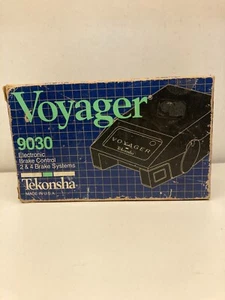 Voyager
9030
Electronic
Brake Control
2 & 4 Brake Systems
Tekonsha
MADE IN U.S.A.
VOYAGER